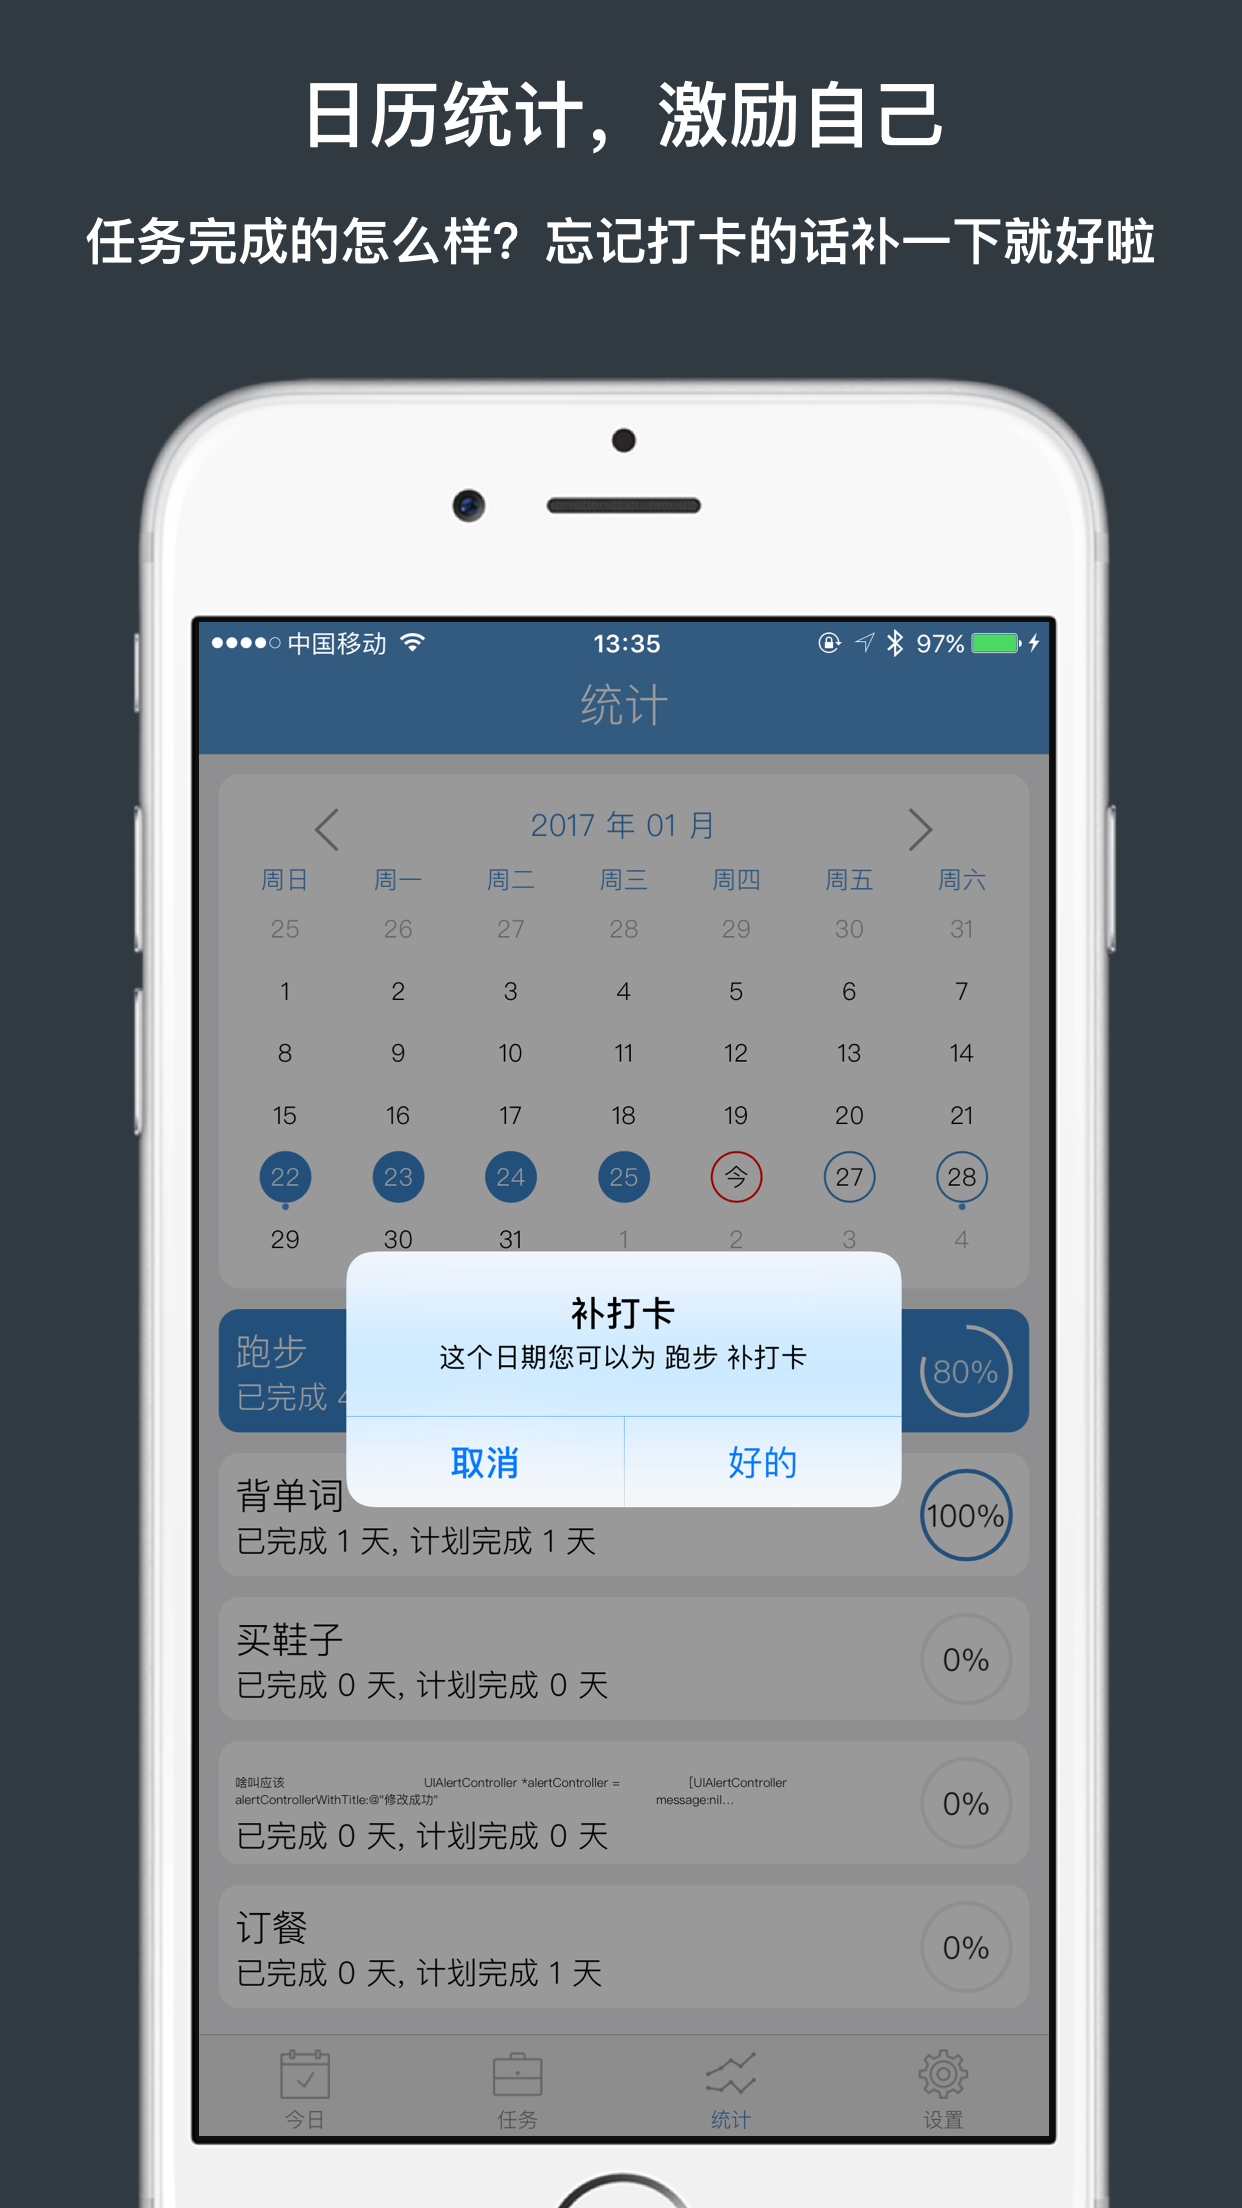 日历统计，激励自己
任务完成的怎么样？忘记打卡的话补一下就好啦
中国移动 13:35 97%
统计
2017 年 01 月
周日 周一 周二 周三 周四 周五 周六
25 26 27 28 29 30 31
1 2 3 4 5 6 7
8 9 10 11 12 13 14
15 16 17 18 19 20 21
22 23 24 25 今 27 28
29 30 31 1 2 3 4
补打卡
这个日期您可以为 跑步 补打卡
取消 好的
跑步
已完成 4
80%
背单词
已完成 1 天, 计划完成 1 天
100%
买鞋子
已完成 0 天, 计划完成 0 天
0%
啥叫应该 UIAlertController *alertController = [UIAlertController
alertControllerWithTitle:@"修改成功" message:nil...
已完成 0 天, 计划完成 0 天
0%
订餐
已完成 0 天, 计划完成 1 天
0%
今日 任务 统计 设置